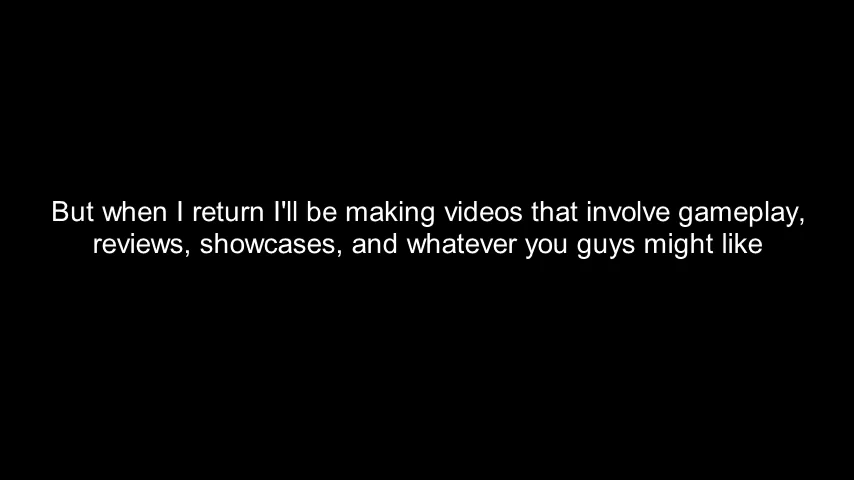 But when I return I'll be making videos that involve gameplay,
reviews, showcases, and whatever you guys might like